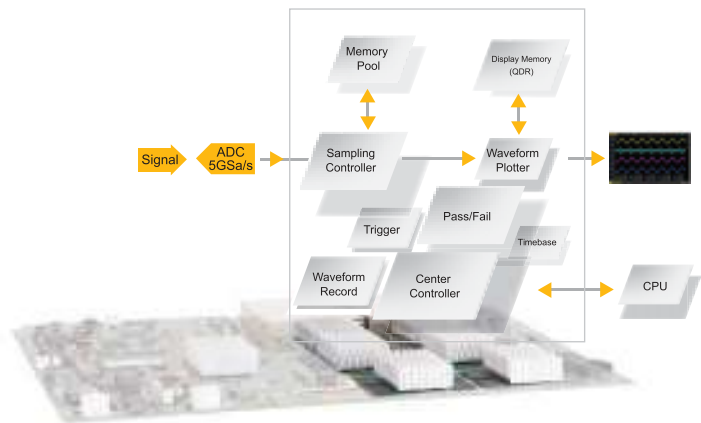 Memory
Pool
Display Memory
(QDR)
Signal
ADC
5GSa/s
Sampling
Controller
Waveform
Plotter
Trigger
Pass/Fail
Timebase
Waveform
Record
Center
Controller
CPU